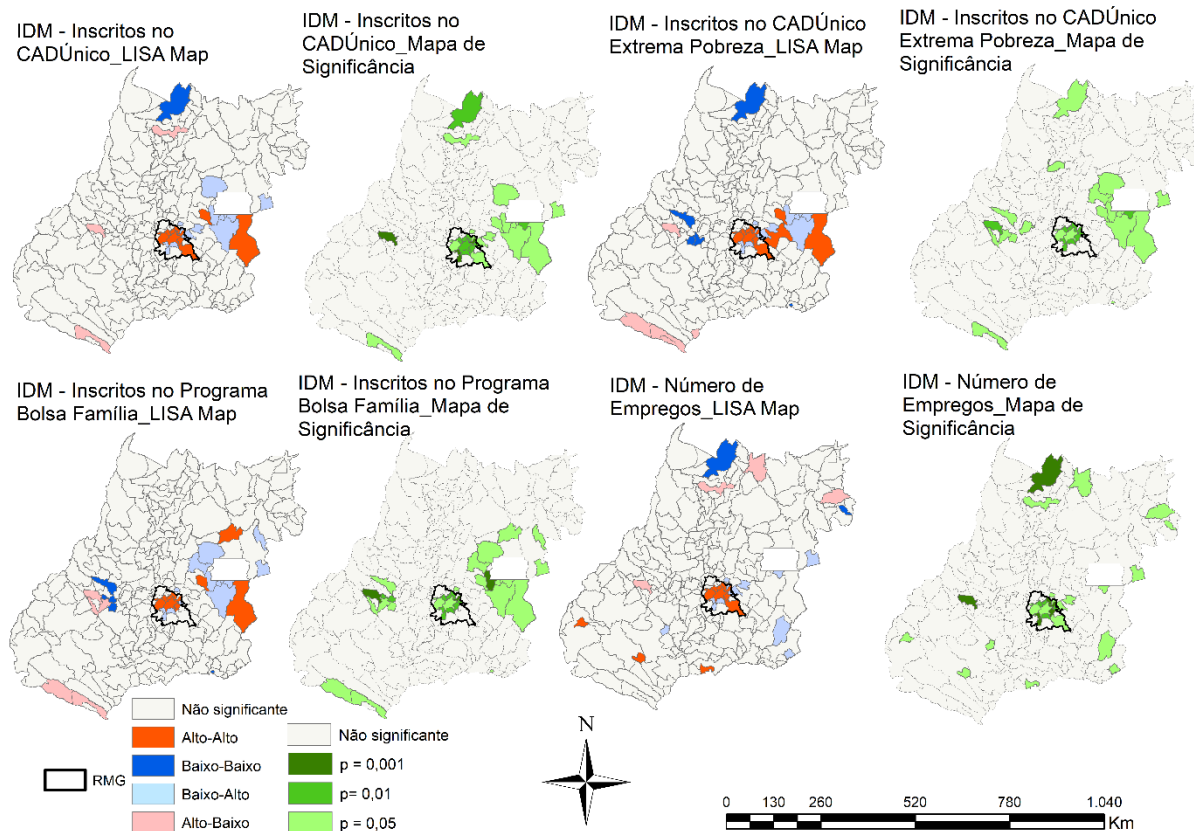 IDM - Inscritos no
CADÚnico_LISA Map
IDM - Inscritos no
CADÚnico_Mapa de
Significância
IDM - Inscritos no CADÚnico
Extrema Pobreza_LISA Map
IDM - Inscritos no CADÚnico
Extrema Pobreza_Mapa de
Significância
IDM - Inscritos no Programa
Bolsa Família_LISA Map
IDM - Inscritos no Programa
Bolsa Família_Mapa de
Significância
IDM - Número de
Empregos_LISA Map
IDM - Número de
Empregos_Mapa de
Significância
RMG
Não significante
Alto-Alto
Baixo-Baixo
Baixo-Alto
Alto-Baixo
Não significante
p = 0,001
p= 0,01
p = 0,05
N
0 130 260 520 780 1.040
Km